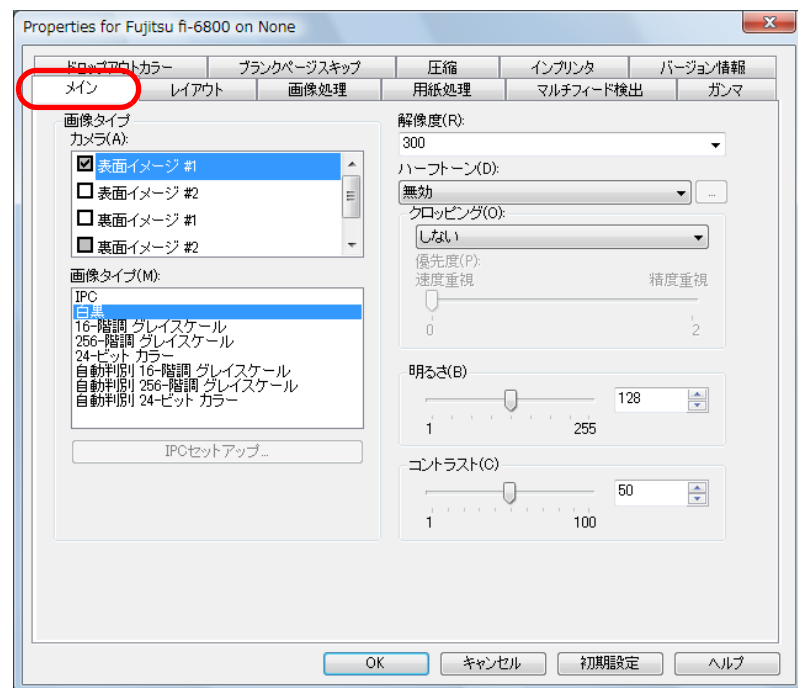 Properties for Fujitsu fi-6800 on None
ドロップアウトカラー ブランクページスキップ 圧縮 インプリンタ バージョン情報
メイン レイアウト 画像処理 用紙処理 マルチフィード検出 ガンマ
画像タイプ
カメラ(A):
表面イメージ #1
表面イメージ #2
裏面イメージ #1
裏面イメージ #2
画像タイプ(M):
IPC
白黒
16-階調 グレイスケール
256-階調 グレイスケール
24-ビット カラー
自動判別 16-階調 グレイスケール
自動判別 256-階調 グレイスケール
自動判別 24-ビット カラー
IPCセットアップ...
解像度(R):
300
ハーフトーン(D):
無効 ...
クロッピング(O):
しない
優先度(P):
速度重視 精度重視
0 2
明るさ(B)
128
1 255
コントラスト(C)
50
1 100
OK キャンセル 初期設定 ヘルプ